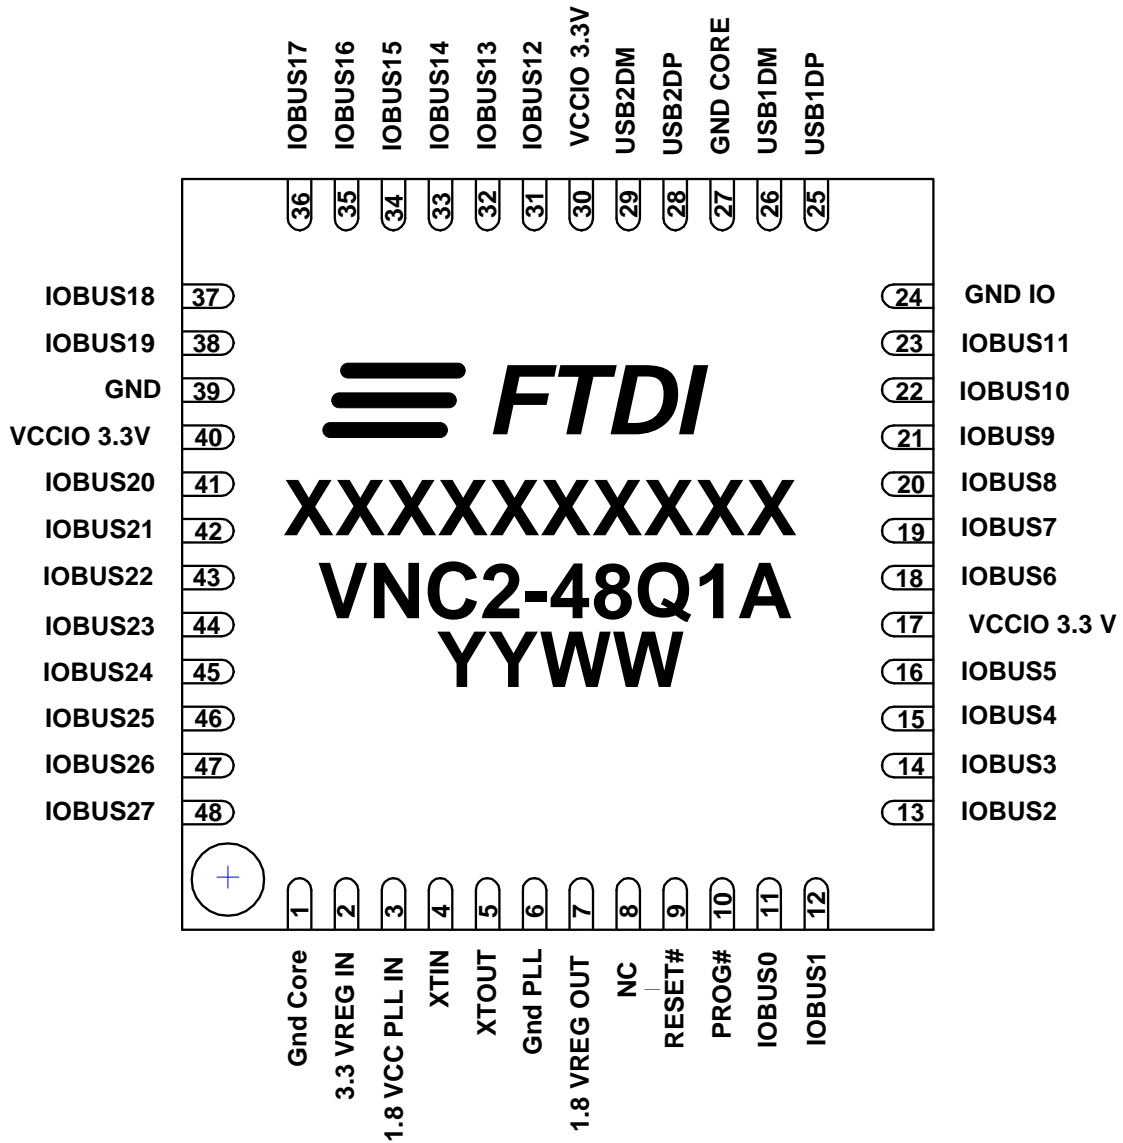 IOBUS17
IOBUS16
IOBUS15
IOBUS14
IOBUS13
IOBUS12
VCCIO 3.3V
USB2DM
USB2DP
GND CORE
USB1DM
USB1DP
36
35
34
33
32
31
30
29
28
27
26
25
IOBUS18 37
IOBUS19 38
GND 39
VCCIO 3.3V 40
IOBUS20 41
IOBUS21 42
IOBUS22 43
IOBUS23 44
IOBUS24 45
IOBUS25 46
IOBUS26 47
IOBUS27 48
FTDI
XXXXXXXXXX
VNC2-48Q1A
YYWW
24 GND IO
23 IOBUS11
22 IOBUS10
21 IOBUS9
20 IOBUS8
19 IOBUS7
18 IOBUS6
17 VCCIO 3.3 V
16 IOBUS5
15 IOBUS4
14 IOBUS3
13 IOBUS2
1
2
3
4
5
6
7
8
9
10
11
12
Gnd Core
3.3 VREG IN
1.8 VCC PLL IN
XTIN
XTOUT
Gnd PLL
1.8 VREG OUT
NC
RESET#
PROG#
IOBUS0
IOBUS1